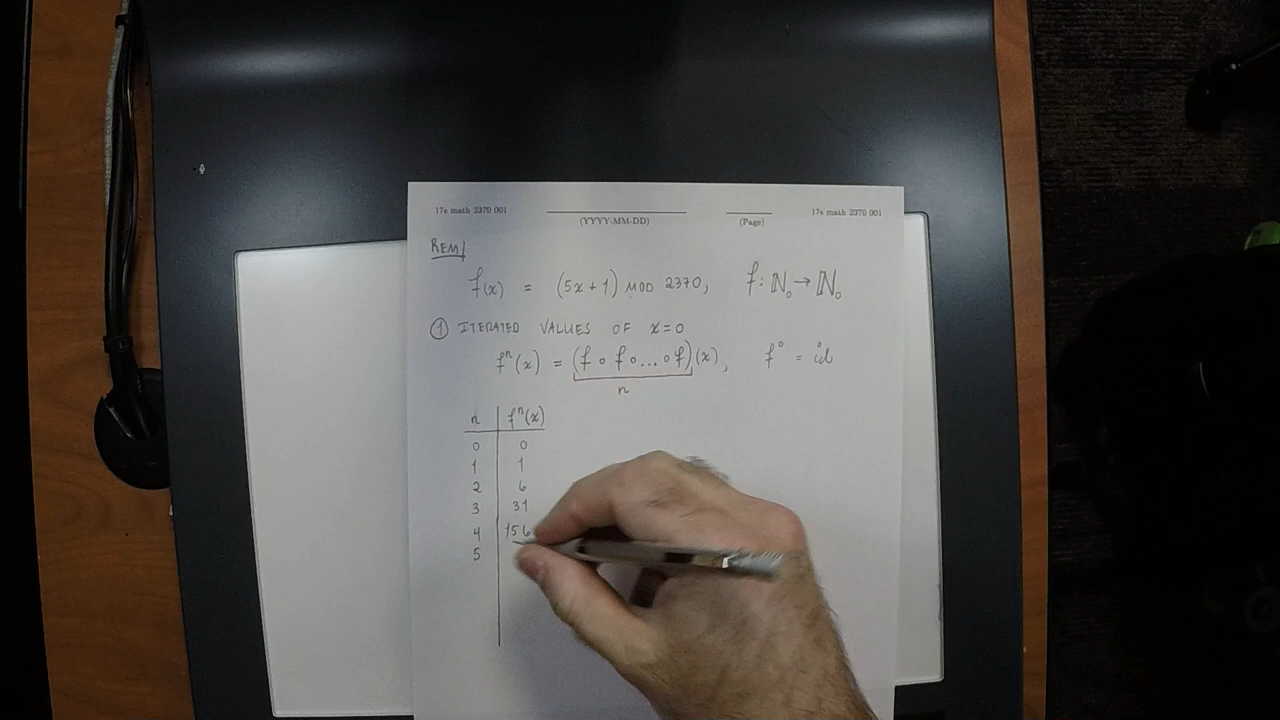 17s math 2370 001 (YYYY-MM-DD) (Page) 17s math 2370 001
REM
f(x) = (5x+1) MOD 2370, f: ℕ₀ → ℕ₀
① ITERATED VALUES OF x=0
fⁿ(x) = (f ∘ f ∘ ... ∘ f)(x), f⁰ = id
n
n fⁿ(x)
0 0
1 1
2 6
3 31
4 156
5